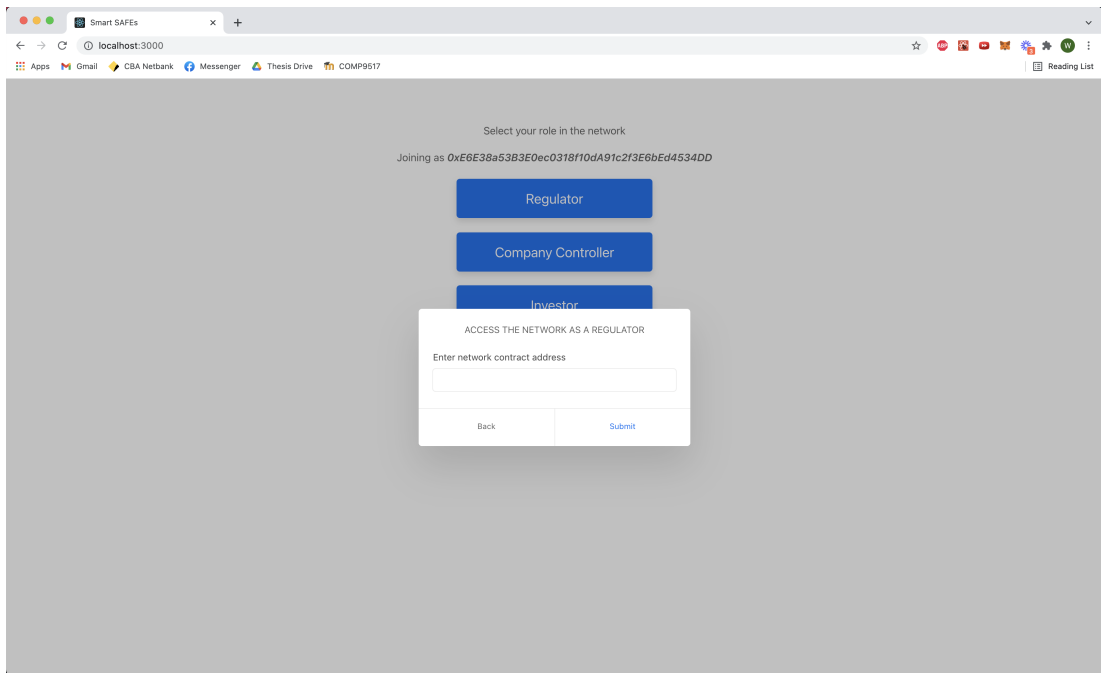 Smart SAFEs
localhost:3000
ABP
W
Apps Gmail CBA Netbank Messenger Thesis Drive COMP9517 Reading List
Select your role in the network
Joining as 0xE6E38a53B3E0ec0318f10dA91c2f3E6bEd4534DD
Regulator
Company Controller
Investor
ACCESS THE NETWORK AS A REGULATOR
Enter network contract address
Back Submit